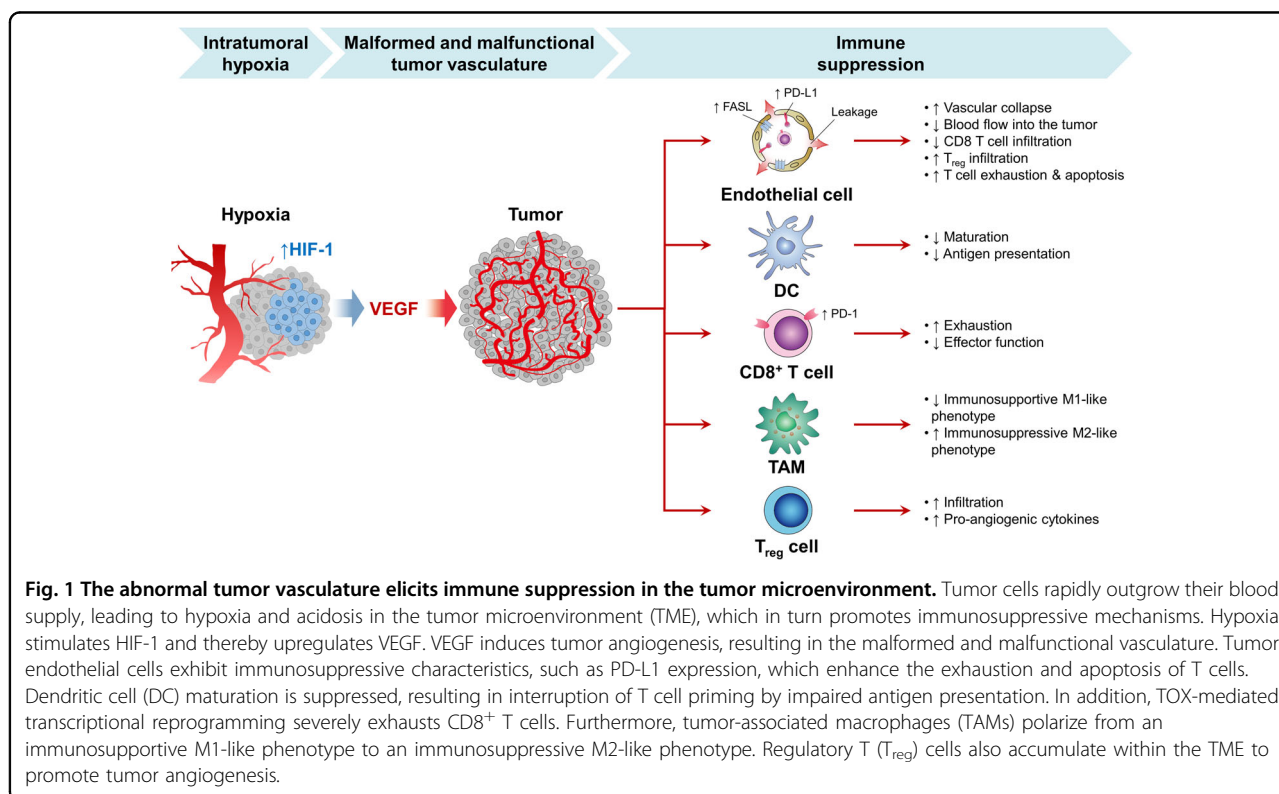 Intratumoral
hypoxia
Malformed and malfunctional
tumor vasculature
Immune
suppression
Hypoxia
↑HIF-1
VEGF
Tumor
↑ FASL
↑ PD-L1
Leakage
Endothelial cell
• ↑ Vascular collapse
• ↓ Blood flow into the tumor
• ↓ CD8 T cell infiltration
• ↑ Treg infiltration
• ↑ T cell exhaustion & apoptosis
DC
• ↓ Maturation
• ↓ Antigen presentation
↑ PD-1
CD8+ T cell
• ↑ Exhaustion
• ↓ Effector function
TAM
• ↓ Immunosupportive M1-like
phenotype
• ↑ Immunosuppressive M2-like
phenotype
Treg cell
• ↑ Infiltration
• ↑ Pro-angiogenic cytokines
Fig. 1 The abnormal tumor vasculature elicits immune suppression in the tumor microenvironment. Tumor cells rapidly outgrow their blood
supply, leading to hypoxia and acidosis in the tumor microenvironment (TME), which in turn promotes immunosuppressive mechanisms. Hypoxia
stimulates HIF-1 and thereby upregulates VEGF. VEGF induces tumor angiogenesis, resulting in the malformed and malfunctional vasculature. Tumor
endothelial cells exhibit immunosuppressive characteristics, such as PD-L1 expression, which enhance the exhaustion and apoptosis of T cells.
Dendritic cell (DC) maturation is suppressed, resulting in interruption of T cell priming by impaired antigen presentation. In addition, TOX-mediated
transcriptional reprogramming severely exhausts CD8+ T cells. Furthermore, tumor-associated macrophages (TAMs) polarize from an
immunosupportive M1-like phenotype to an immunosuppressive M2-like phenotype. Regulatory T (Treg) cells also accumulate within the TME to
promote tumor angiogenesis.